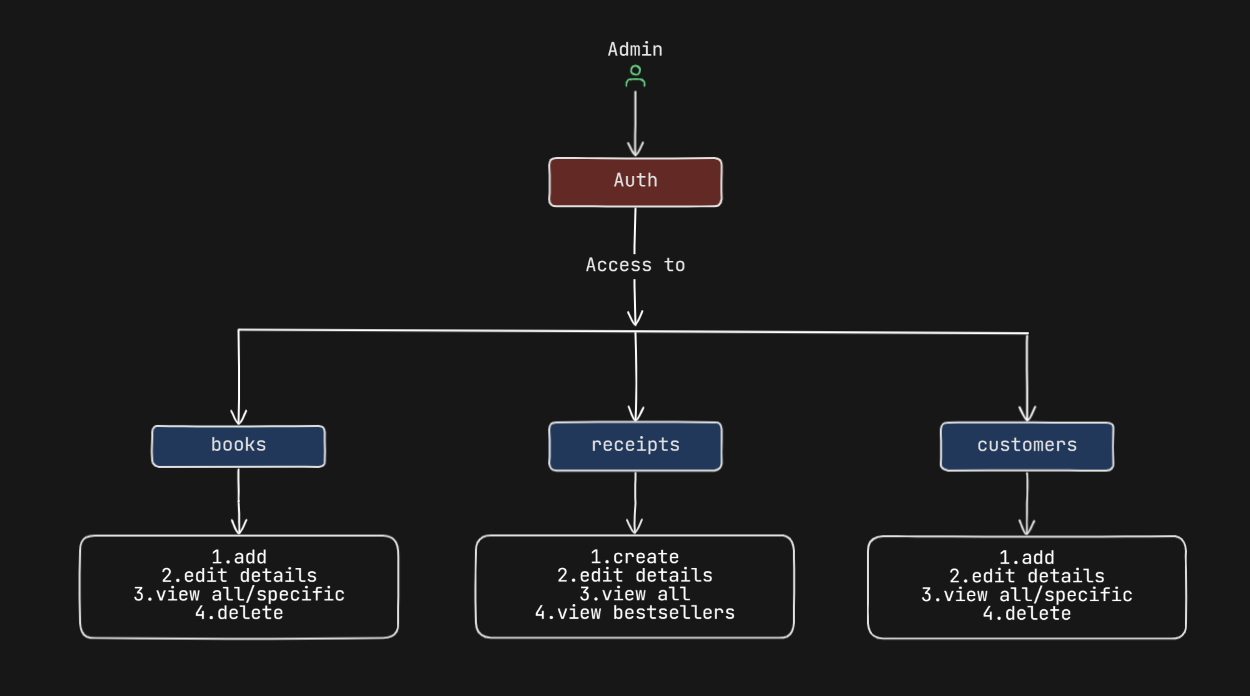 Admin
Auth
Access to
books
receipts
customers
1.add
2.edit details
3.view all/specific
4.delete
1.create
2.edit details
3.view all
4.view bestsellers
1.add
2.edit details
3.view all/specific
4.delete